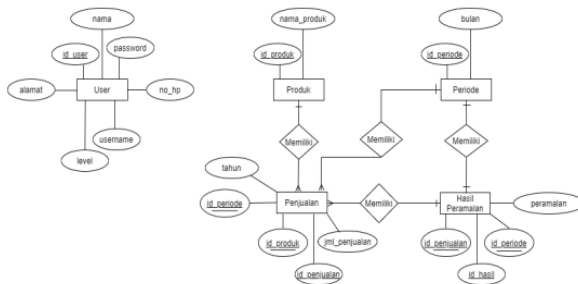 nama
nama_produk
bulan
id_user
password
id_produk
id_periode
alamat
User
no_hp
Produk
Periode
username
level
Memiliki
Memiliki
Memiliki
tahun
id_periode
Penjualan
Memiliki
Hasil
Peramalan
peramalan
id_produk
jml_penjualan
id_penjualan
id_periode
id_penjualan
id_hasil